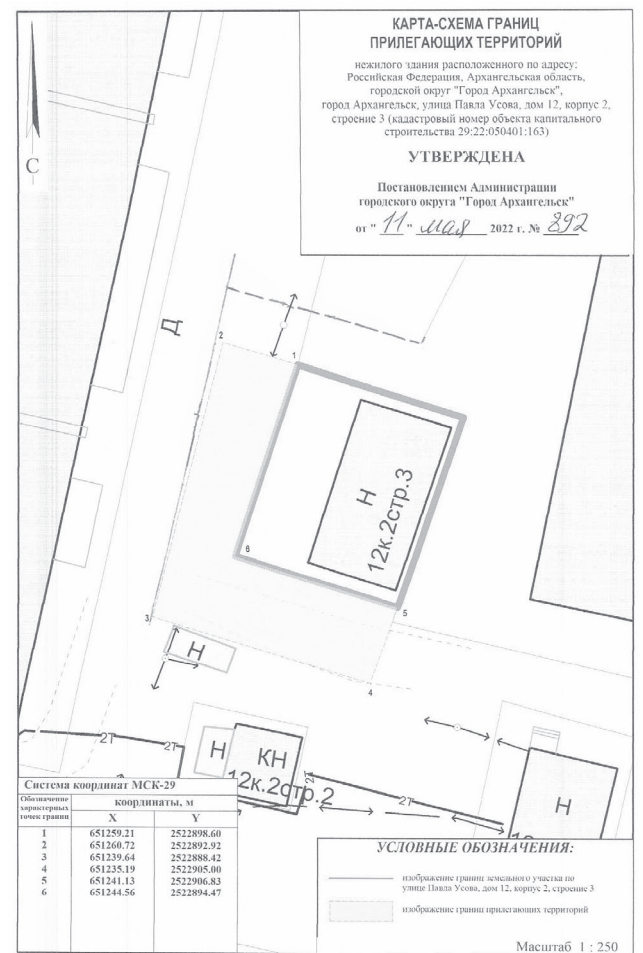 КАРТА-СХЕМА ГРАНИЦ
ПРИЛЕГАЮЩИХ ТЕРРИТОРИЙ
нежилого здания расположенного по адресу:
Российская Федерация, Архангельская область,
городской округ "Город Архангельск",
город Архангельск, улица Павла Усова, дом 12, корпус 2,
строение 3 (кадастровый номер объекта капитального
строительства 29:22:050401:163)
УТВЕРЖДЕНА
Постановлением Администрации
городского округа "Город Архангельск"
от " 11 " мая 2022 г. № 892
С
Д
2
1
Н
12к.2стр.3
6
5
3
Н
4
2Т
2Т
Н
КН
12к.2стр.2
2Т
2Т
Н
Система координат МСК-29
Обозначение характерных точек границ
координаты, м
X Y
1 651259.21 2522898.60
2 651260.72 2522892.92
3 651239.64 2522888.42
4 651235.19 2522905.00
5 651241.13 2522906.83
6 651244.56 2522894.47
УСЛОВНЫЕ ОБОЗНАЧЕНИЯ:
изображение границ земельного участка по
улице Павла Усова, дом 12, корпус 2, строение 3
изображение границ прилегающих территорий
Масштаб 1 : 250